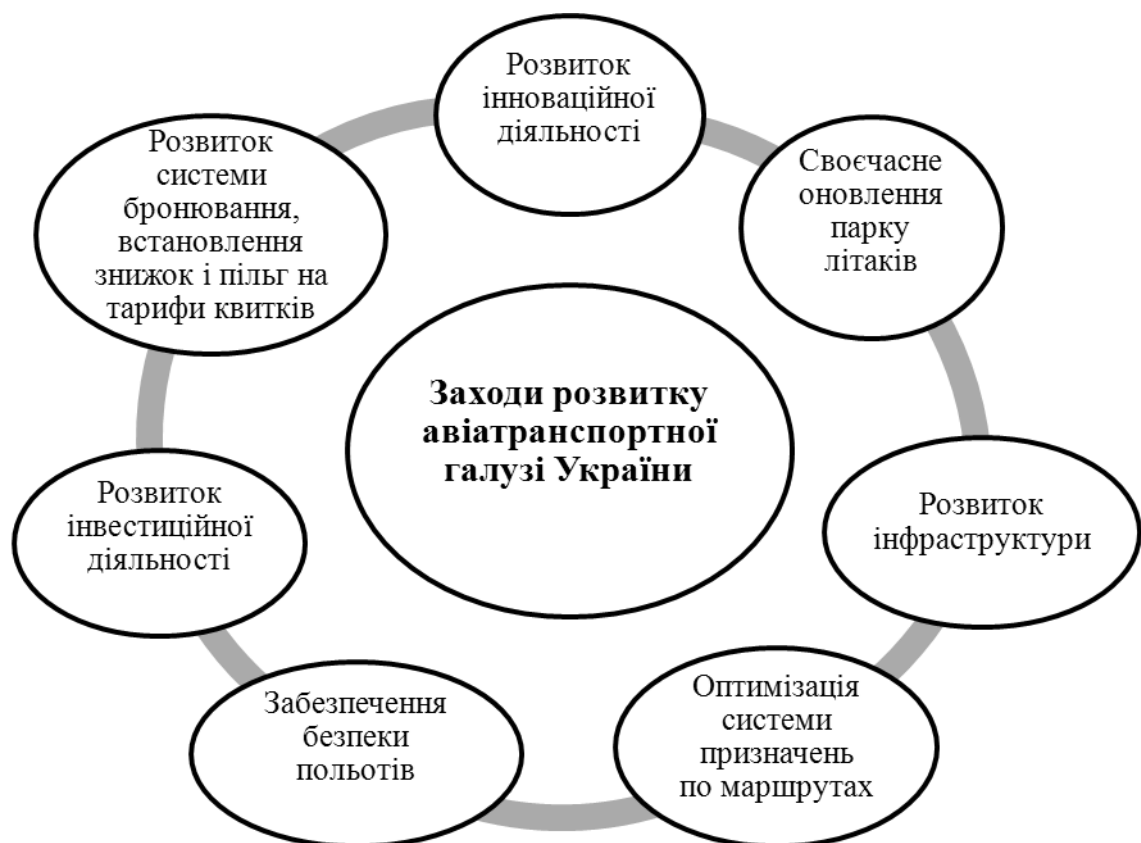 Розвиток
інноваційної
діяльності
Своєчасне
оновлення
парку
літаків
Розвиток
інфраструктури
Оптимізація
системи
призначень
по маршрутах
Забезпечення
безпеки
польотів
Розвиток
інвестиційної
діяльності
Розвиток
системи
бронювання,
встановлення
знижок і пільг на
тарифи квитків
Заходи розвитку
авіатранспортної
галузі України